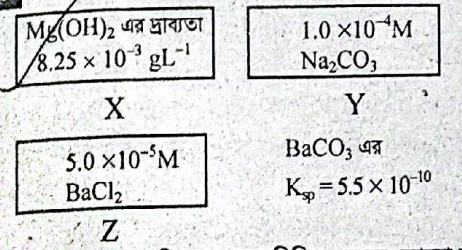 Mg(OH)₂ এর দ্রাব্যতা
8.25 × 10⁻³ gL⁻¹
X
1.0 ×10⁻⁴M
Na₂CO₃
Y
5.0 ×10⁻⁵M
BaCl₂
Z
BaCO₃ এর
Kₛₚ = 5.5 × 10⁻¹⁰